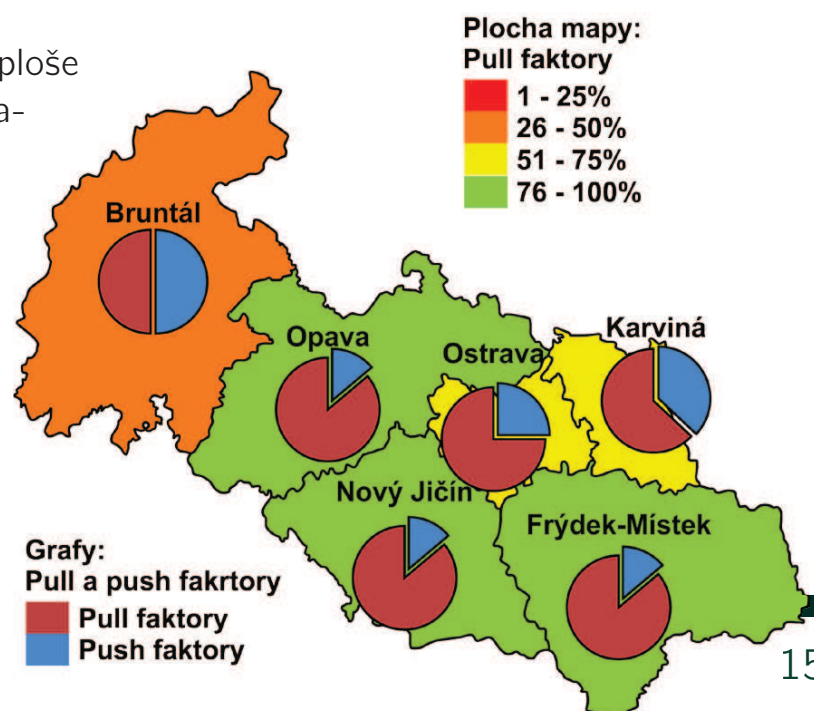 ploše
a-
Plocha mapy:
Pull faktory
1 - 25%
26 - 50%
51 - 75%
76 - 100%
Bruntál
Opava
Ostrava
Karviná
Nový Jičín
Frýdek-Místek
Grafy:
Pull a push fakrtory
Pull faktory
Push faktory
15